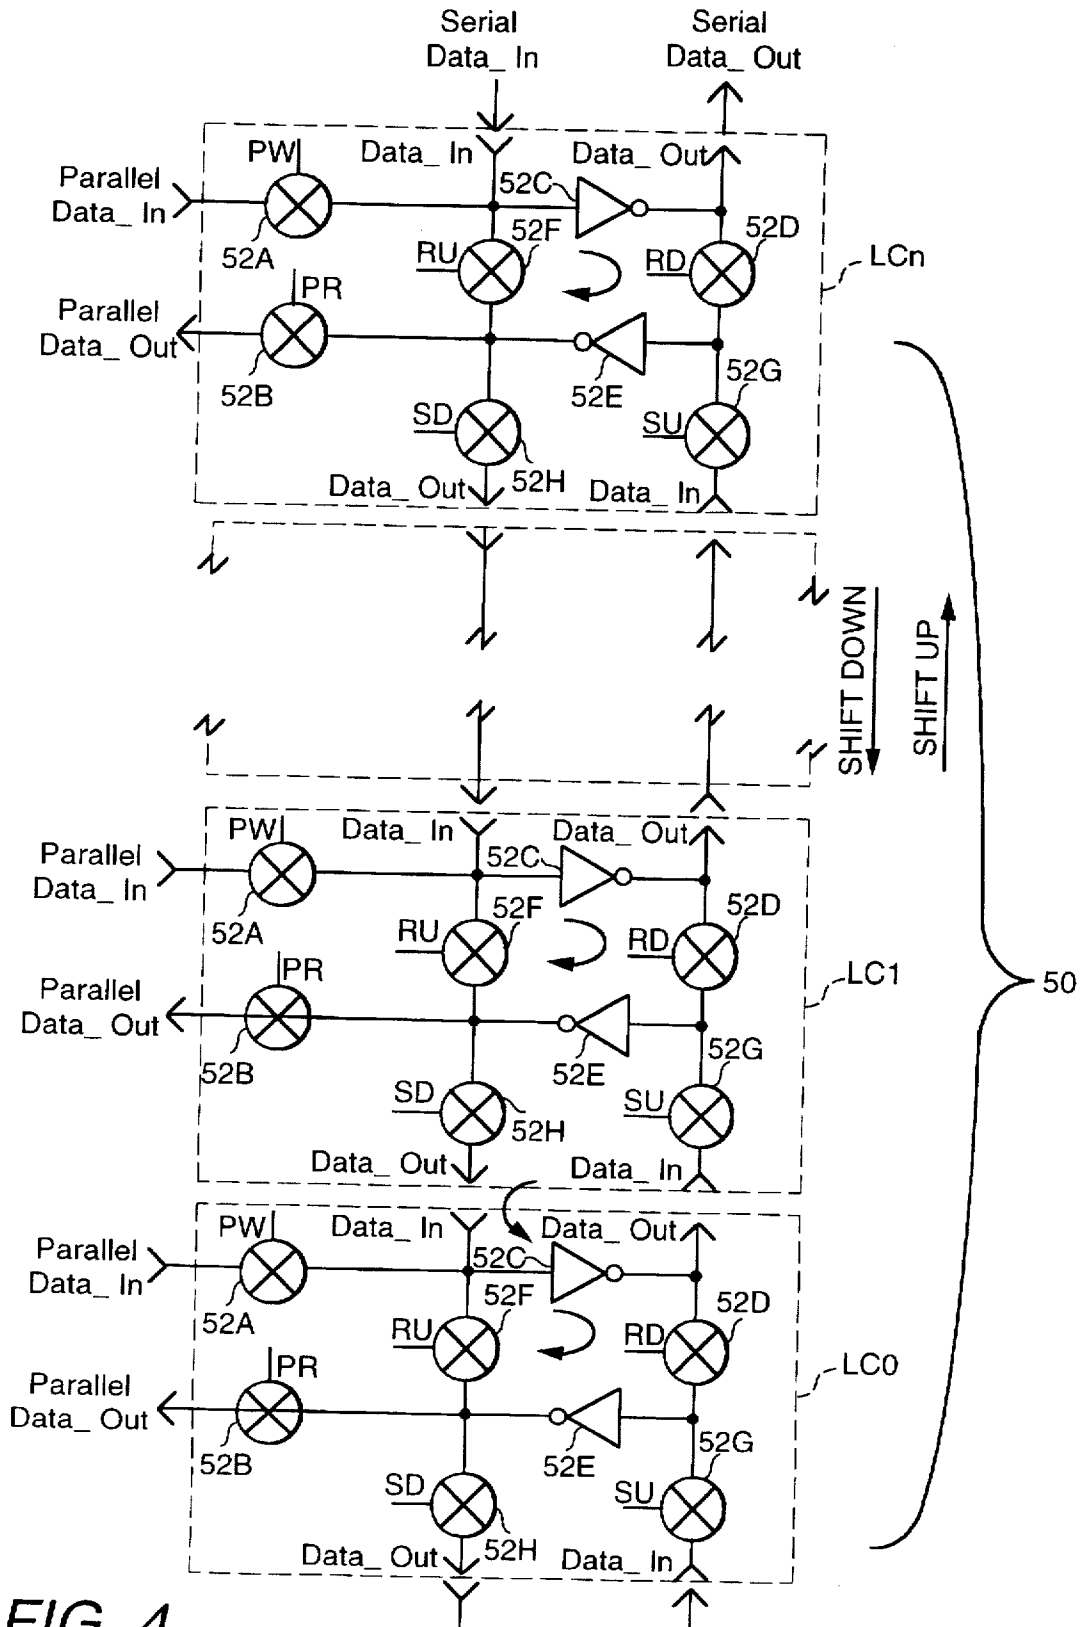 Serial
Data_ In
Serial
Data_ Out
PW
Data_ In
Data_ Out
Parallel
Data_ In
52C
52A
RU
52F
RD
52D
LCn
PR
Parallel
Data_ Out
52B
52E
52G
SD
SU
52H
Data_ Out
Data_ In
SHIFT DOWN
SHIFT UP
PW
Data_ In
Data_ Out
Parallel
Data_ In
52C
52A
RU
52F
RD
52D
LC1
50
PR
Parallel
Data_ Out
52B
52E
52G
SD
SU
52H
Data_ Out
Data_ In
PW
Data_ In
Data_ Out
Parallel
Data_ In
52C
52A
RU
52F
RD
52D
LC0
PR
Parallel
Data_ Out
52B
52E
52G
SD
SU
52H
Data_ Out
Data_ In
FIG. 4